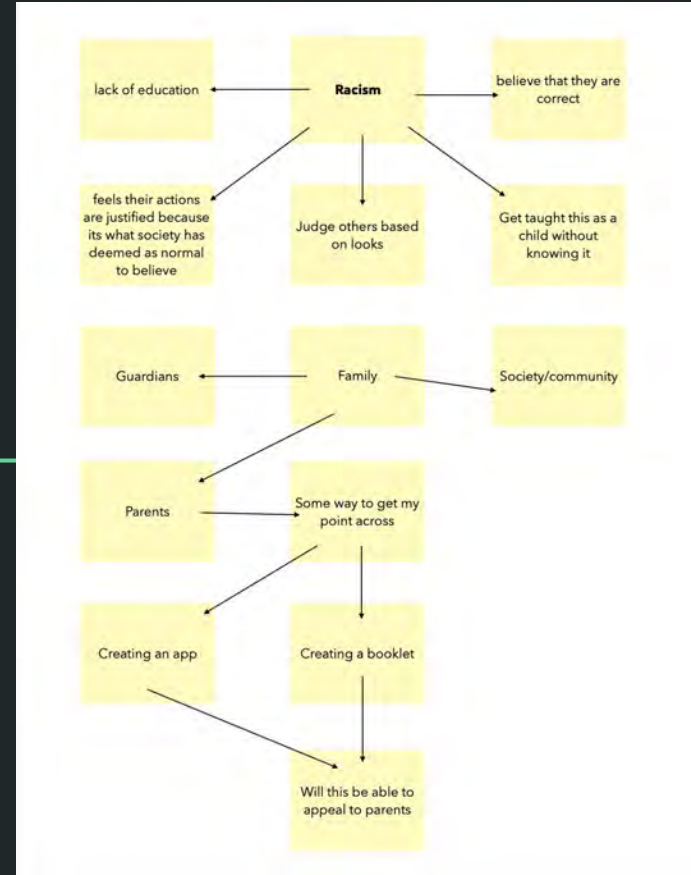 lack of education
Racism
believe that they are
correct
feels their actions
are justified because
its what society has
deemed as normal
to believe
Judge others based
on looks
Get taught this as a
child without
knowing it
Guardians
Family
Society/community
Parents
Some way to get my
point across
Creating an app
Creating a booklet
Will this be able to
appeal to parents